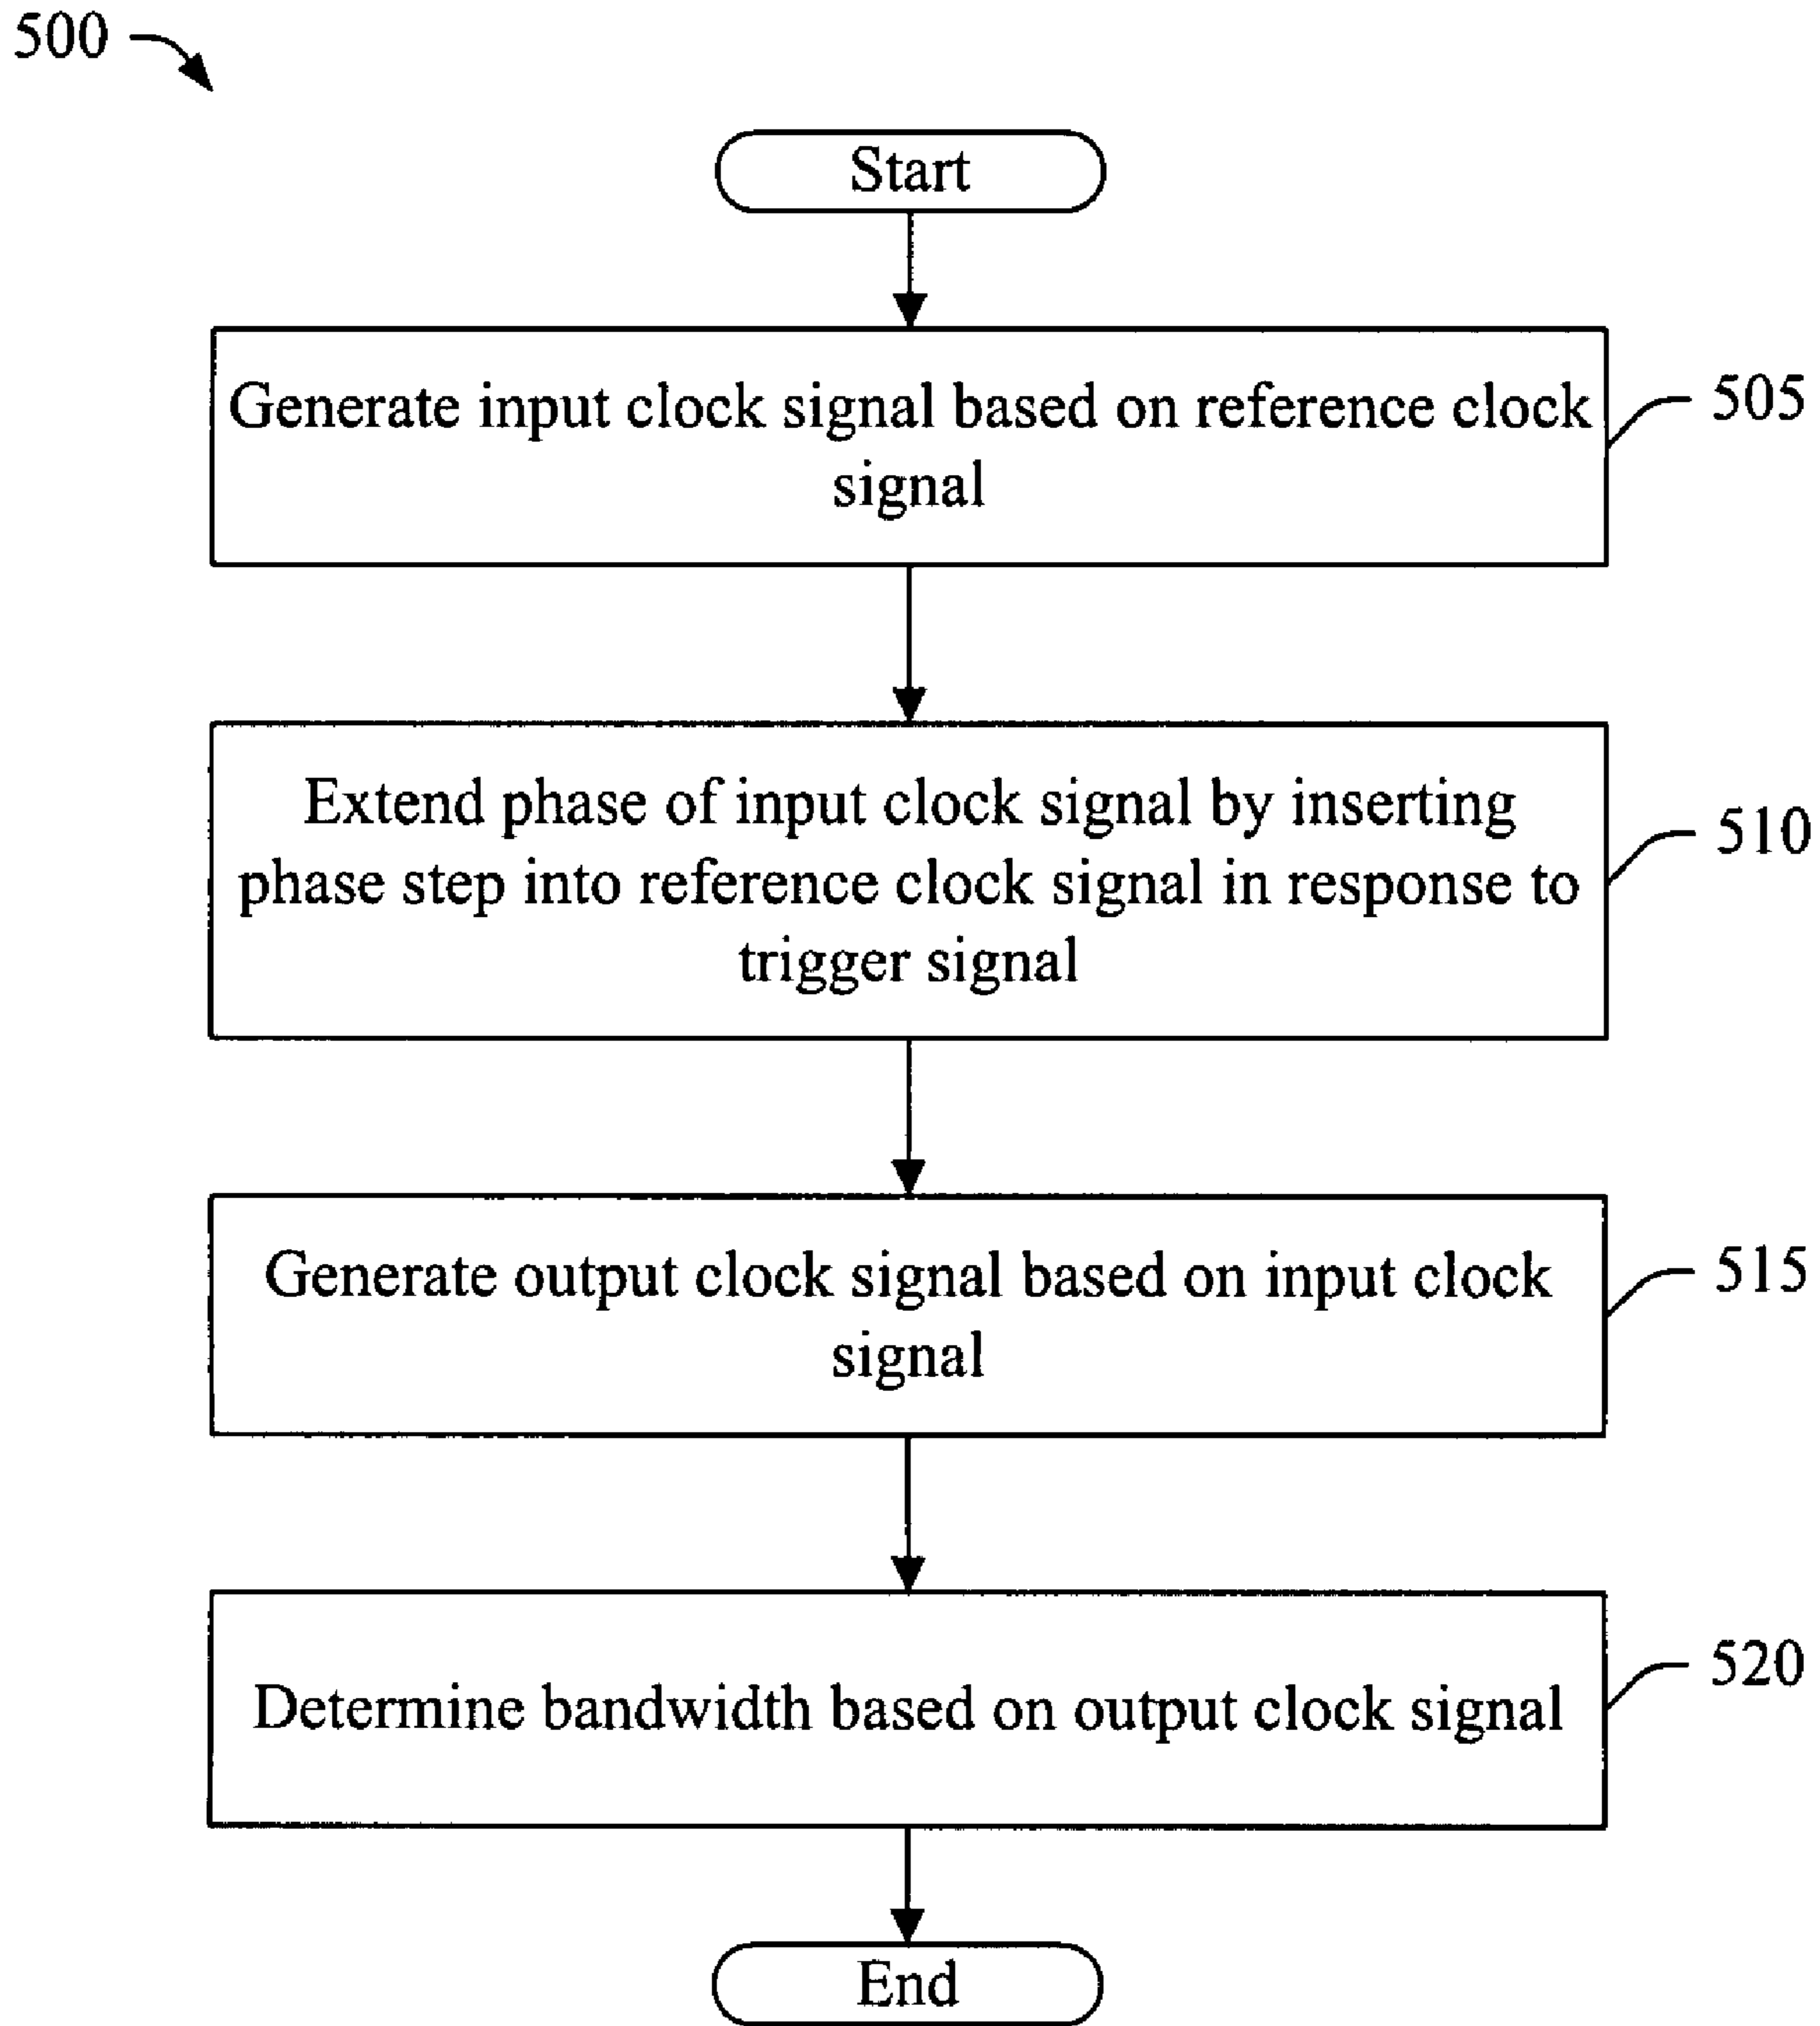 500
Start
Generate input clock signal based on reference clock
signal
505
Extend phase of input clock signal by inserting
phase step into reference clock signal in response to
trigger signal
510
Generate output clock signal based on input clock
signal
515
Determine bandwidth based on output clock signal
520
End